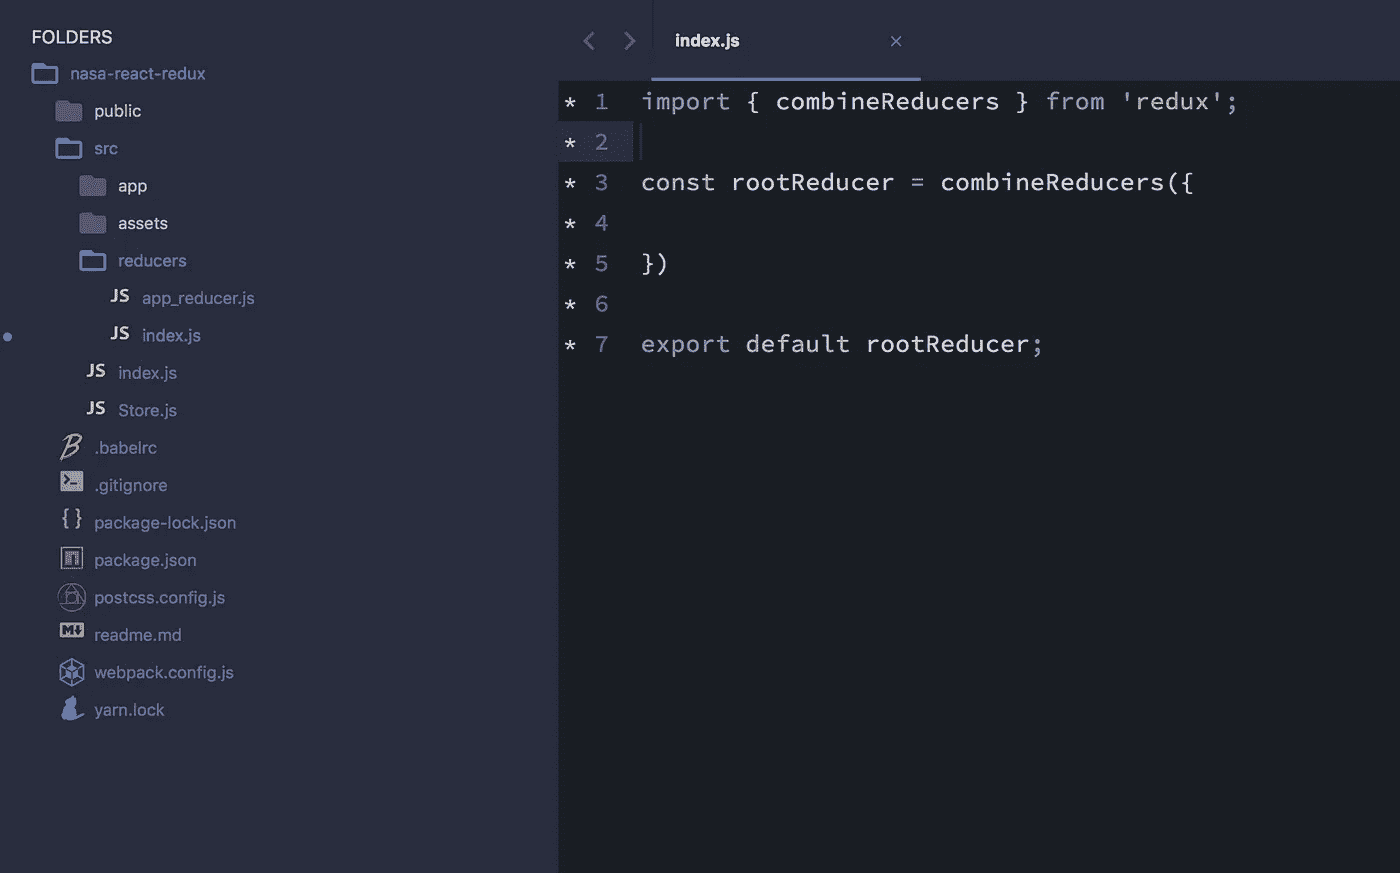 FOLDERS
nasa-react-redux
public
src
app
assets
reducers
JS app_reducer.js
JS index.js
JS index.js
JS Store.js
B .babelrc
.gitignore
{} package-lock.json
package.json
postcss.config.js
M readme.md
webpack.config.js
yarn.lock
index.js ×
* 1 import { combineReducers } from 'redux';
* 2
* 3 const rootReducer = combineReducers({
* 4
* 5 })
* 6
* 7 export default rootReducer;